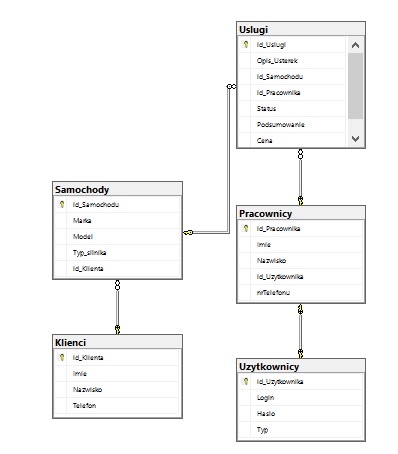 Uslugi
Id_Uslugi
Opis_Usterek
Id_Samochodu
Id_Pracownika
Status
Podsumowanie
Cena
Samochody
Id_Samochodu
Marka
Model
Typ_silnika
Id_Klienta
Pracownicy
Id_Pracownika
Imie
Nazwisko
Id_Uzytkownika
nrTelefonu
Klienci
Id_Klienta
Imie
Nazwisko
Telefon
Uzytkownicy
Id_Uzytkownika
Login
Haslo
Typ